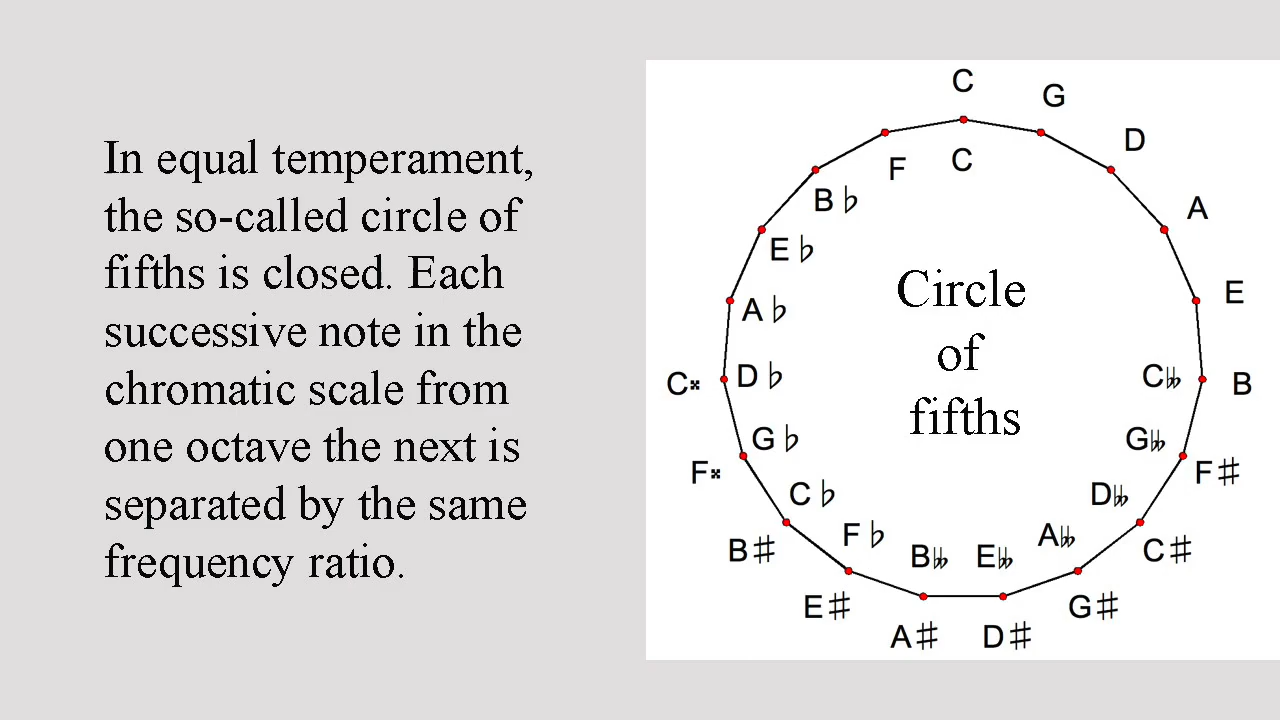 In equal temperament,
the so-called circle of
fifths is closed. Each
successive note in the
chromatic scale from
one octave the next is
separated by the same
frequency ratio.
C
G
D
A
E
B
F♯
C♯
G♯
D♯
A♯
E♯
B♯
F𝄪
C𝄪
C
F
B♭
E♭
A♭
D♭
G♭
C♭
F♭
B𝄫
E𝄫
A𝄫
D𝄫
G𝄫
C𝄫
Circle
of
fifths